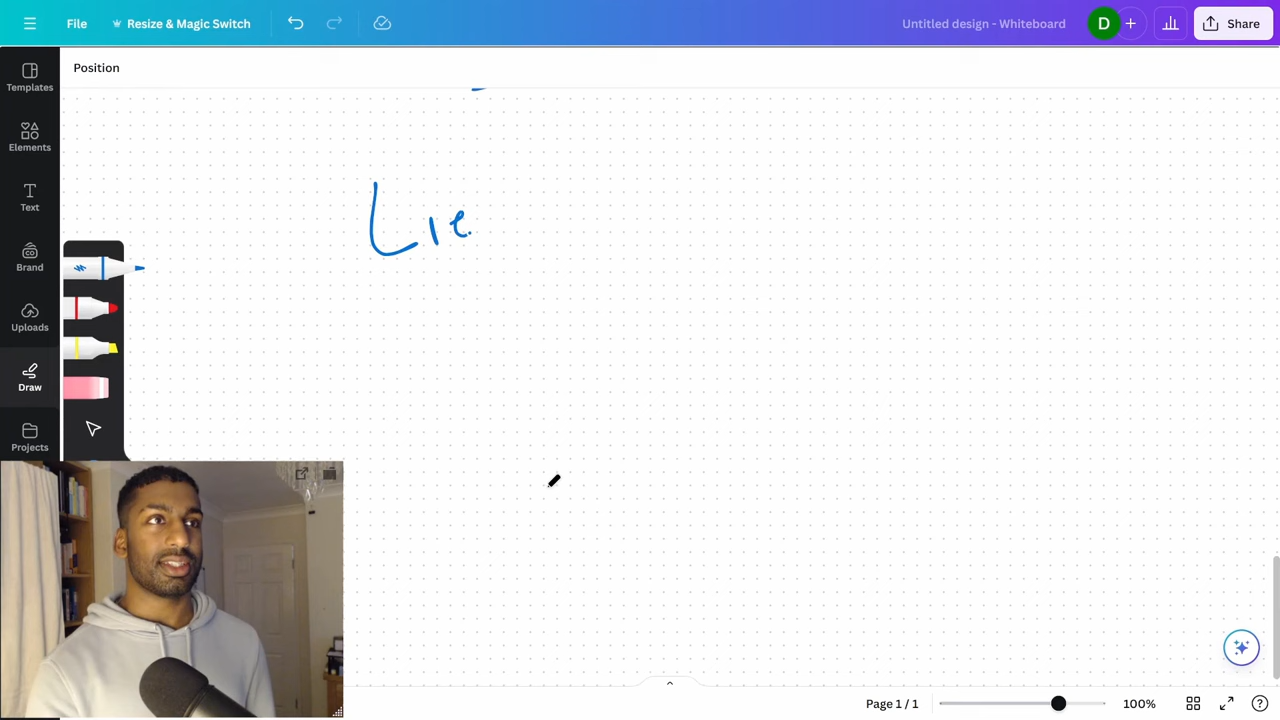 File
Resize & Magic Switch
Untitled design - Whiteboard
D
+
Share
Position
Templates
Elements
Text
CO
Brand
Uploads
Draw
Projects
Lie
Page 1 / 1
100%
?